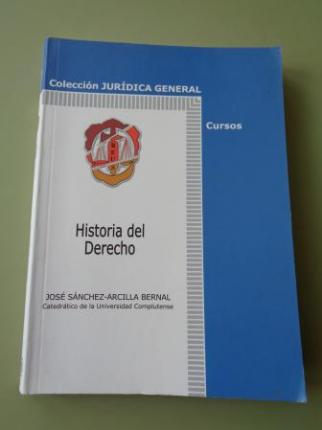 Colección JURÍDICA GENERAL
Cursos
Historia del
Derecho
JOSÉ SÁNCHEZ-ARCILLA BERNAL
Catedrático de la Universidad Complutense